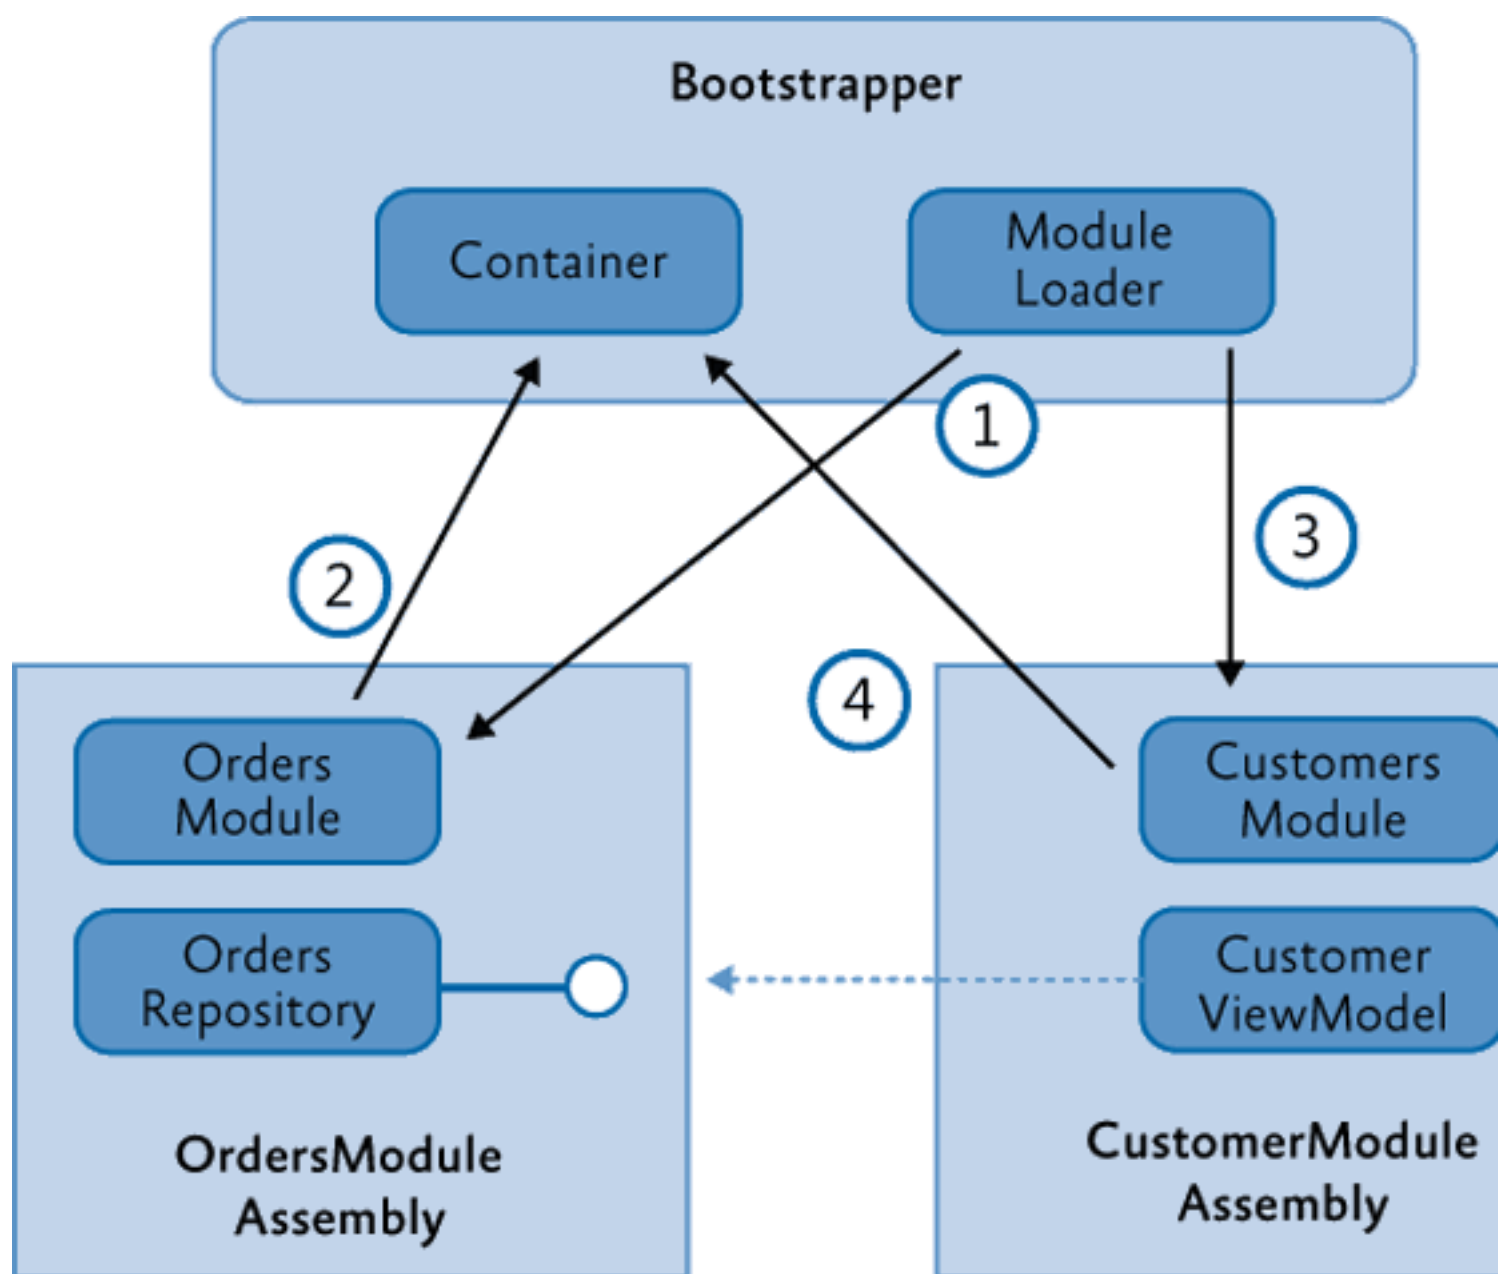 Bootstrapper
Container
Module
Loader
1
2
3
4
Orders
Module
Orders
Repository
OrdersModule
Assembly
Customers
Module
Customer
ViewModel
CustomerModule
Assembly